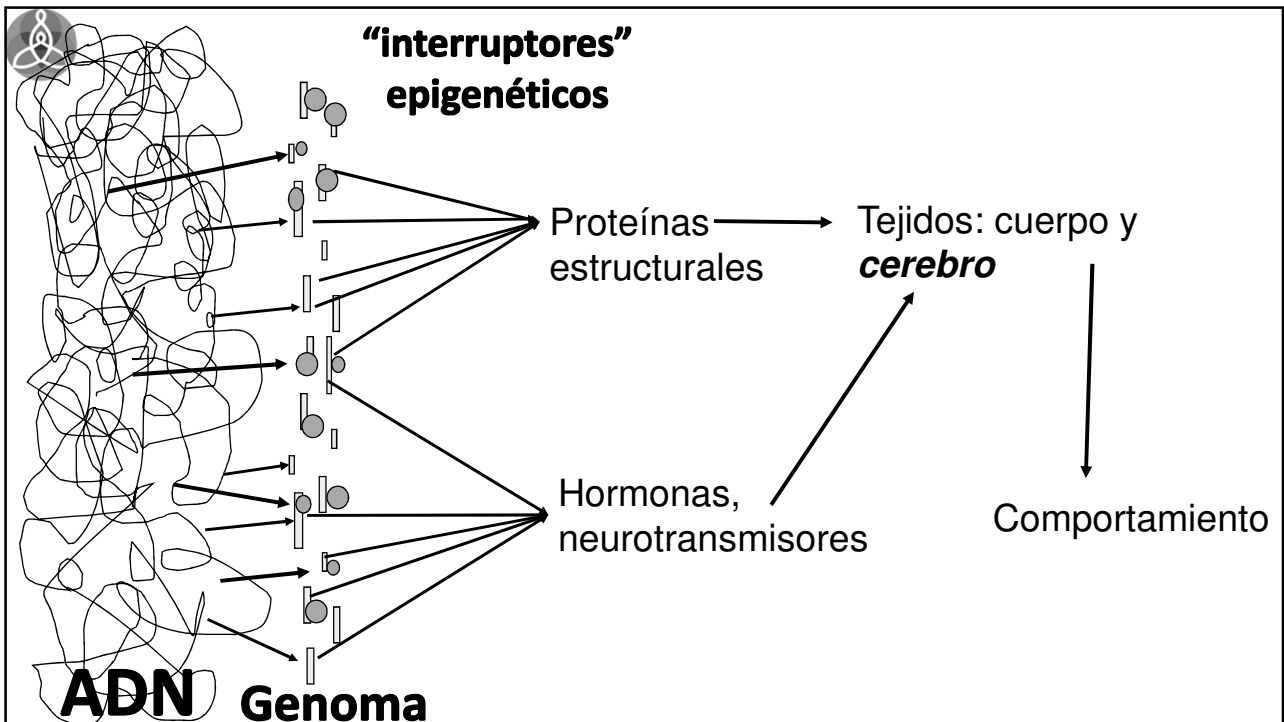 “interruptores”
epigenéticos
Proteínas
estructurales
Tejidos: cuerpo y
cerebro
Hormonas,
neurotransmisores
Comportamiento
ADN
Genoma